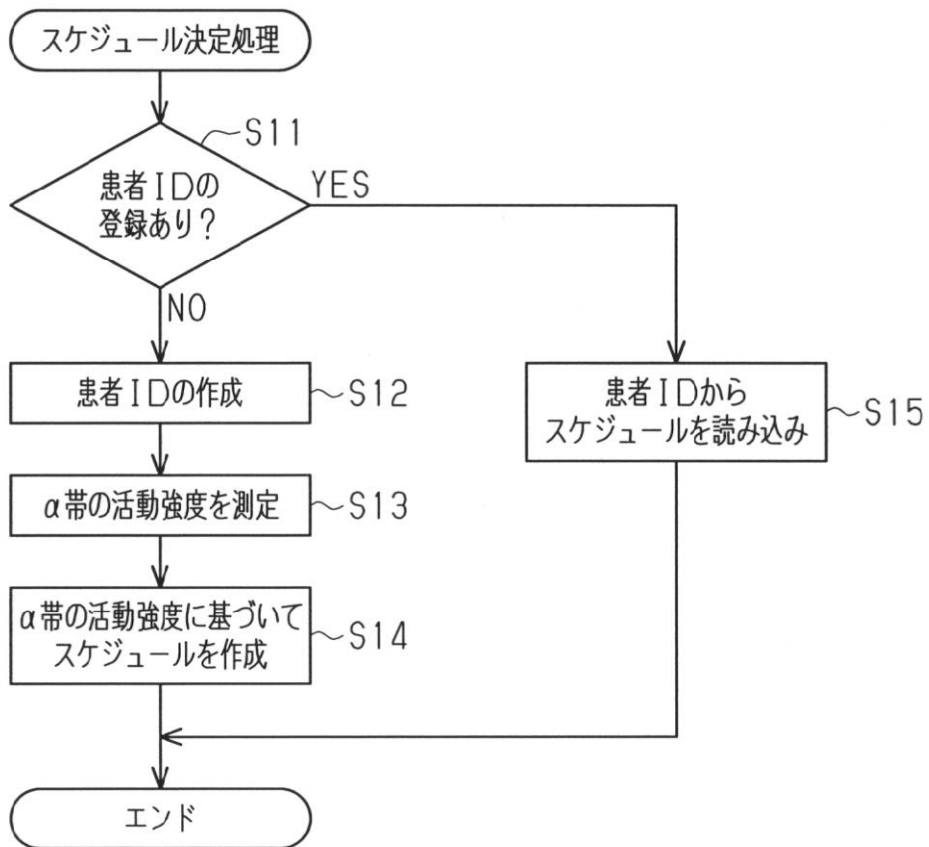 スケジュール決定処理
S11
患者IDの
登録あり?
YES
NO
患者IDの作成
S12
患者IDから
スケジュールを読み込み
S15
α帯の活動強度を測定
S13
α帯の活動強度に基づいて
スケジュールを作成
S14
エンド